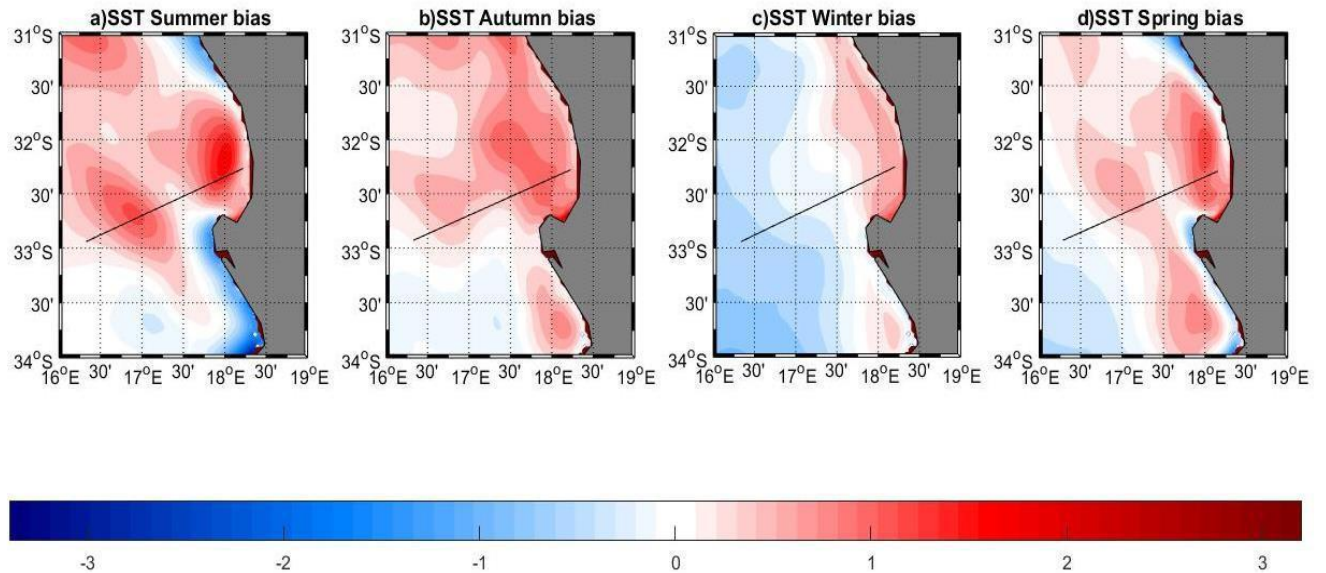 a)SST Summer bias b)SST Autumn bias c)SST Winter bias d)SST Spring bias
31°S 31°S 31°S 31°S
30' 30' 30' 30'
32°S 32°S 32°S 32°S
30' 30' 30' 30'
33°S 33°S 33°S 33°S
30' 30' 30' 30'
34°S 34°S 34°S 34°S
16°E 30' 17°E 30' 18°E 30' 19°E 16°E 30' 17°E 30' 18°E 30' 19°E 16°E 30' 17°E 30' 18°E 30' 19°E 16°E 30' 17°E 30' 18°E 30' 19°E
-3 -2 -1 0 1 2 3